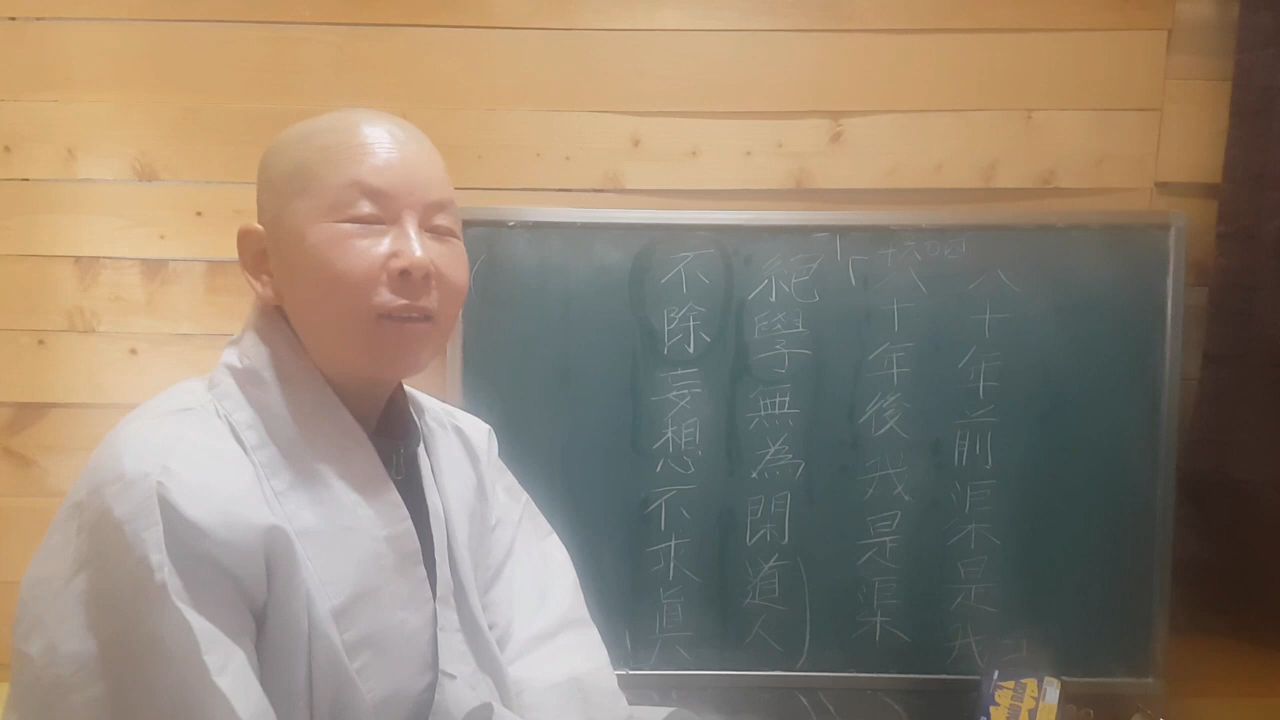 八十年前渠是我
八十年後我是渠
絕學無為閑道人
不除妄想不求眞